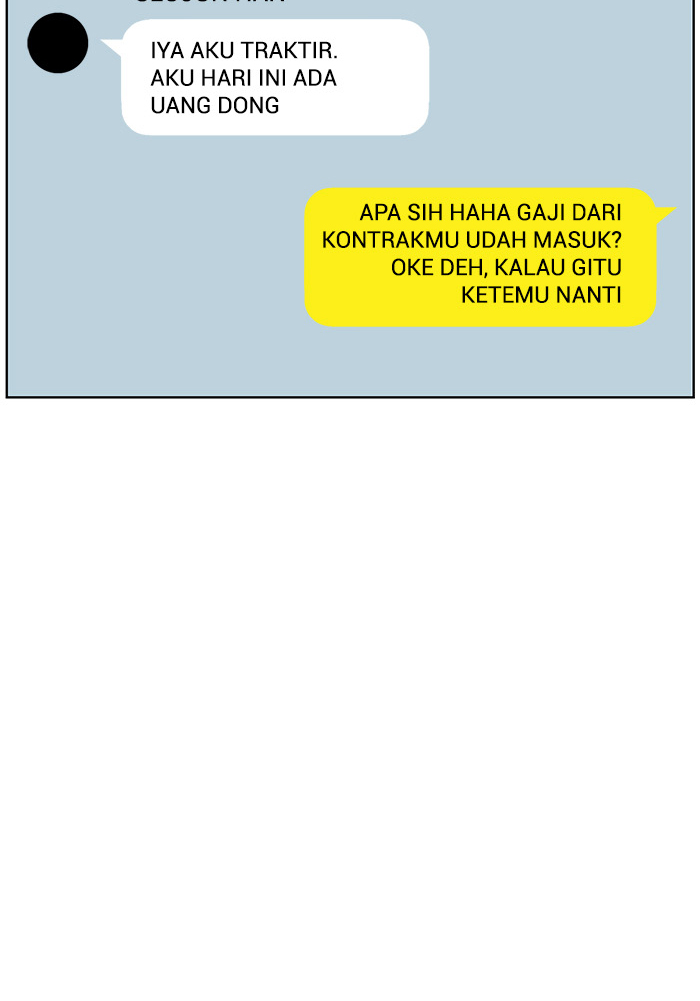 IYA AKU TRAKTIR.
AKU HARI INI ADA
UANG DONG
APA SIH HAHA GAJI DARI
KONTRAKMU UDAH MASUK?
OKE DEH, KALAU GITU
KETEMU NANTI